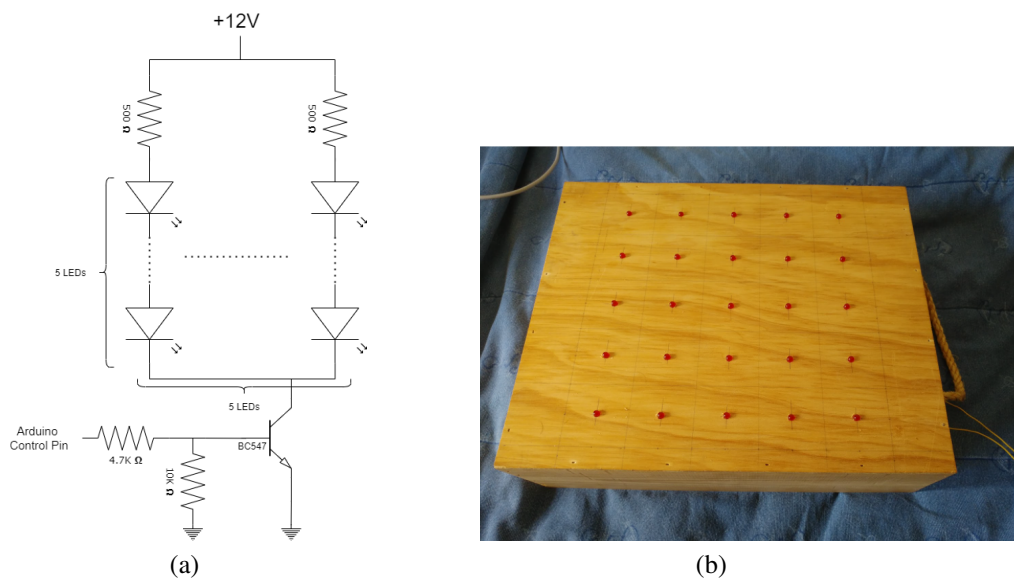 +12V
500 Ω
500 Ω
5 LEDs
5 LEDs
Arduino
Control Pin
4.7K Ω
10K Ω
BC547
(a)
(b)